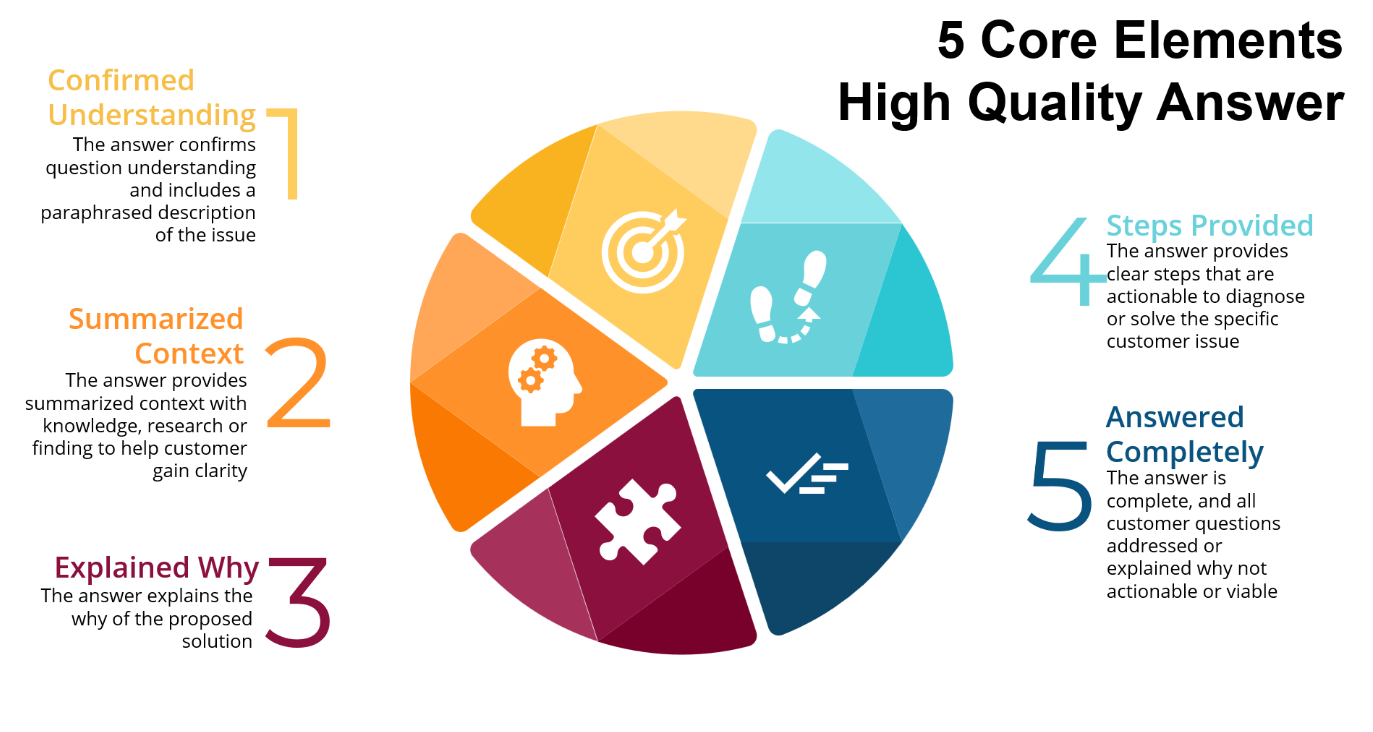 5 Core Elements
High Quality Answer
Confirmed
Understanding
1
The answer confirms
question understanding
and includes a
paraphrased description
of the issue
Summarized
Context
2
The answer provides
summarized context with
knowledge, research or
finding to help customer
gain clarity
Explained Why
3
The answer explains the
why of the proposed
solution
4
Steps Provided
The answer provides
clear steps that are
actionable to diagnose
or solve the specific
customer issue
5
Answered
Completely
The answer is
complete, and all
customer questions
addressed or
explained why not
actionable or viable